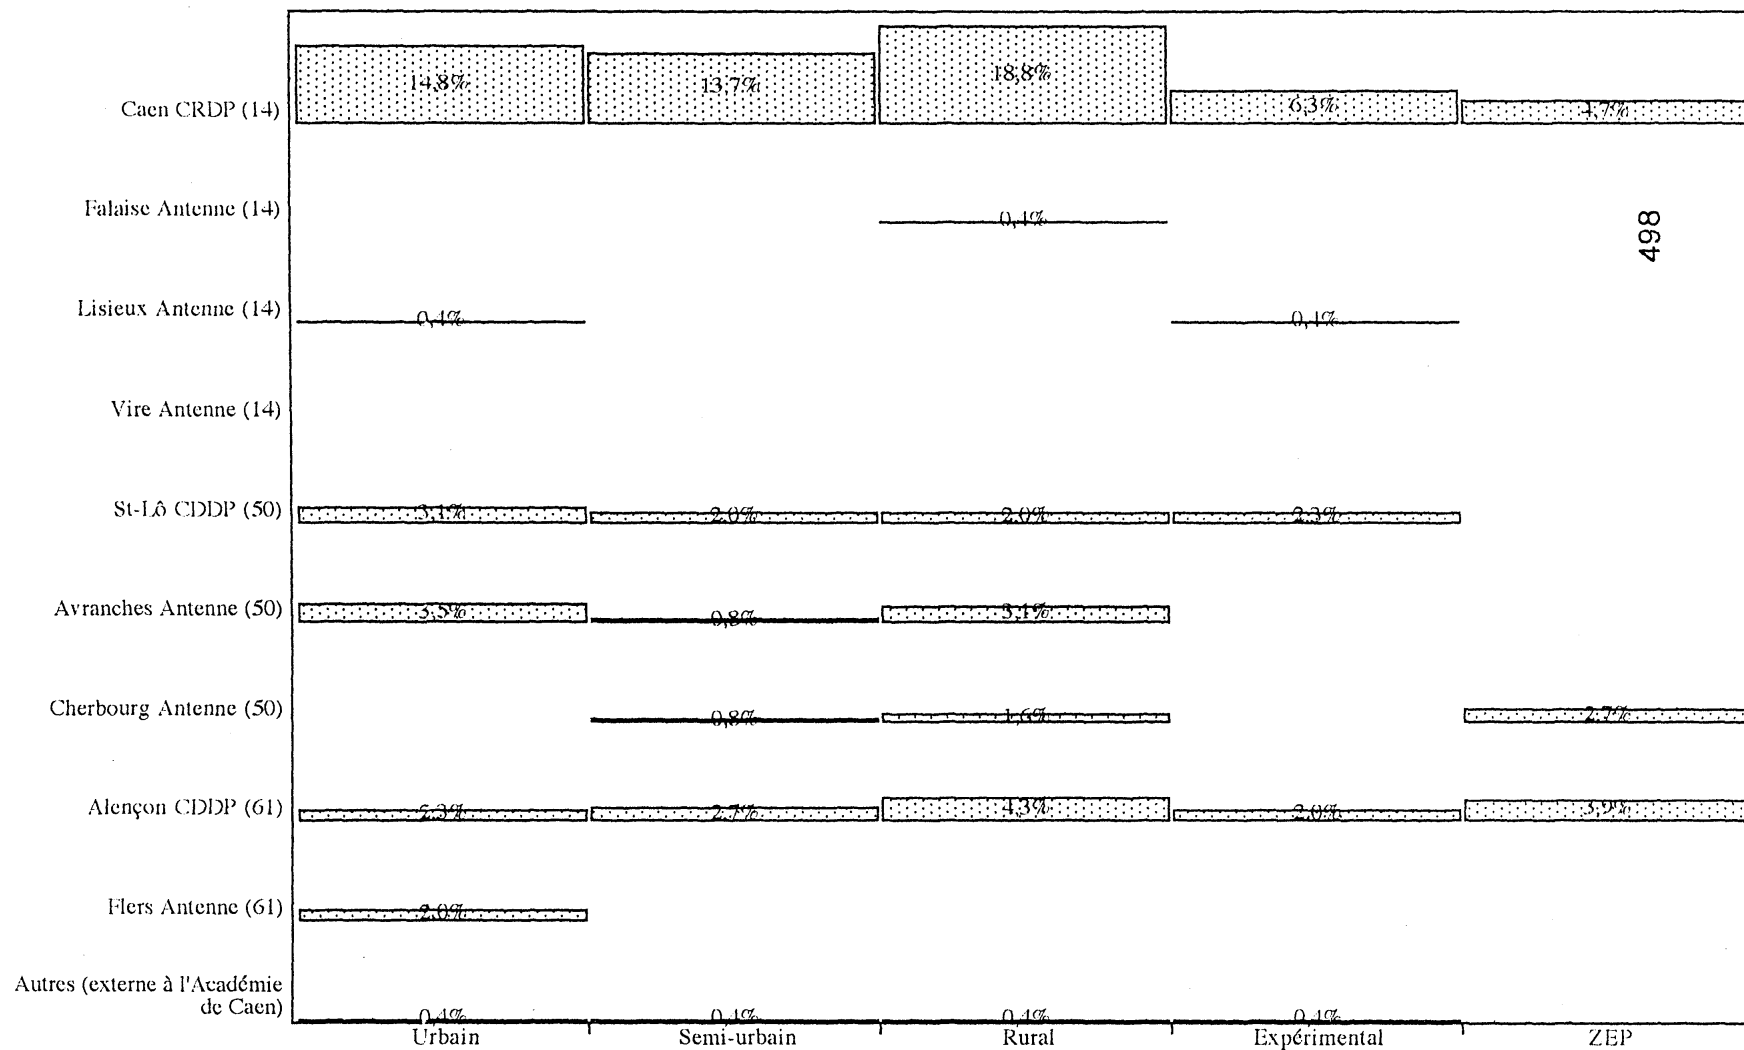 Caen CRDP (14) 14,8% 13,7% 18,8% 6,3% 4,7%
Falaise Antenne (14) 0,4%
498
Lisieux Antenne (14) 0,4% 0,4%
Vire Antenne (14)
St-Lô CDDP (50) 3,1% 2,0% 2,0% 2,3%
Avranches Antenne (50) 3,5% 0,8% 3,1%
Cherbourg Antenne (50) 0,8% 1,6% 2,7%
Alençon CDDP (61) 2,3% 2,7% 4,3% 2,0% 3,9%
Flers Antenne (61) 2,0%
Autres (externe à l'Académie
de Caen) 0,4% 0,4% 0,4% 0,4%
Urbain Semi-urbain Rural Expérimental ZEP